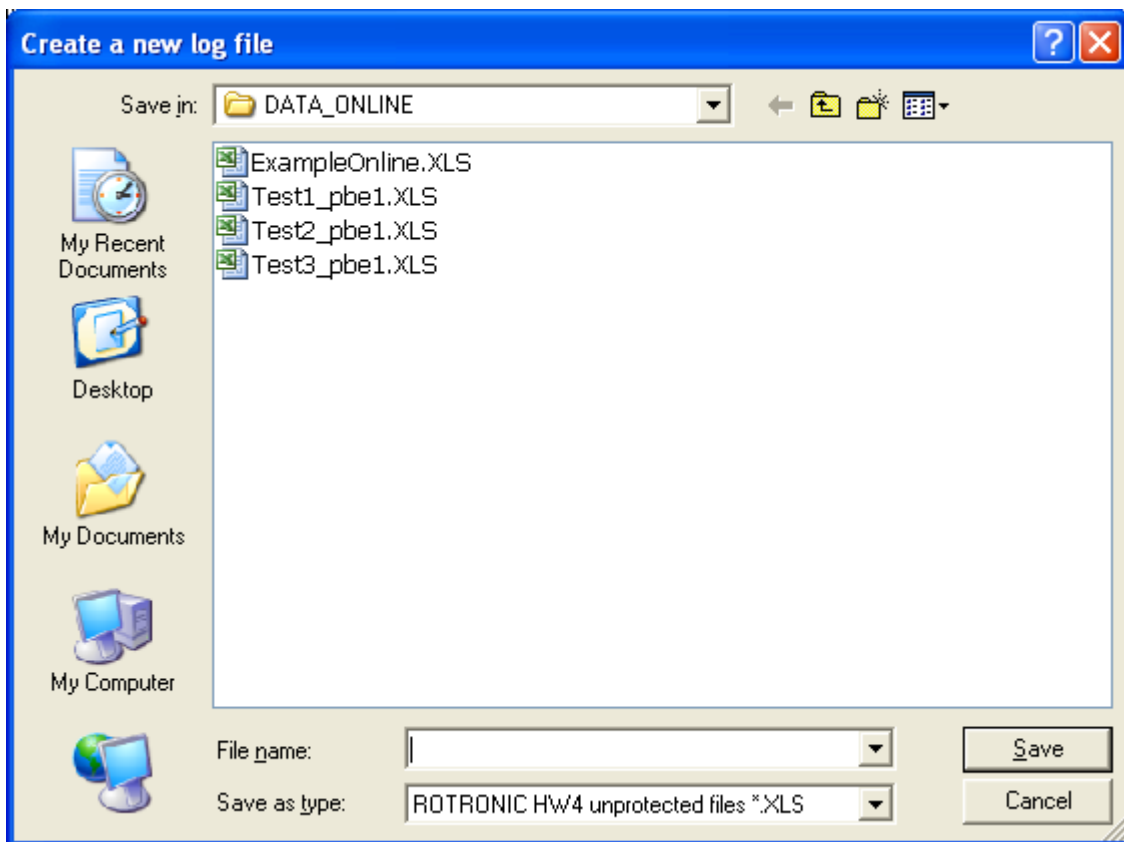 Create a new log file
Save in: DATA_ONLINE
ExampleOnline.XLS
Test1_pbe1.XLS
Test2_pbe1.XLS
Test3_pbe1.XLS
My Recent
Documents
Desktop
My Documents
My Computer
File name:
Save
Save as type: ROTRONIC HW4 unprotected files *.XLS
Cancel